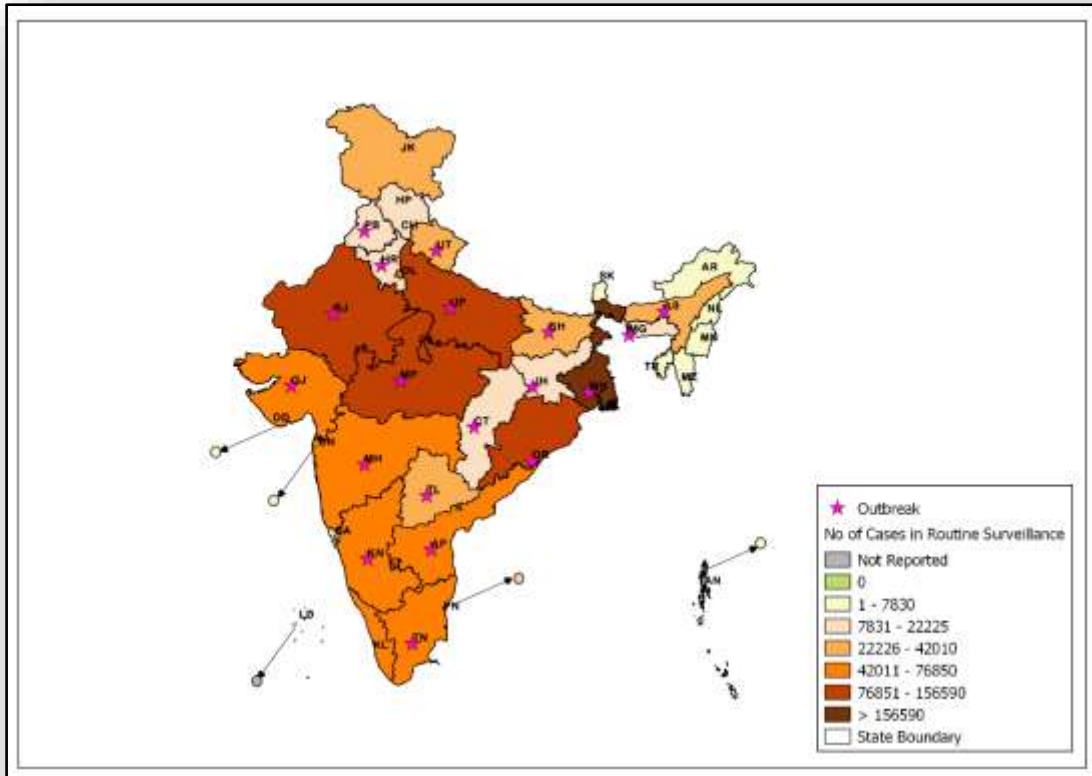 JK
HP
PB
CH
UT
HR
DL
SK
AR
RJ
UP
AS
BH
MG
NL
MN
TR
MZ
GJ
MP
JH
WB
CT
DD
DN
MH
OR
TL
GA
KN
AP
AN
PN
LD
KL
TN
Outbreak
No of Cases in Routine Surveillance
Not Reported
0
1 - 7830
7831 - 22225
22226 - 42010
42011 - 76850
76851 - 156590
> 156590
State Boundary